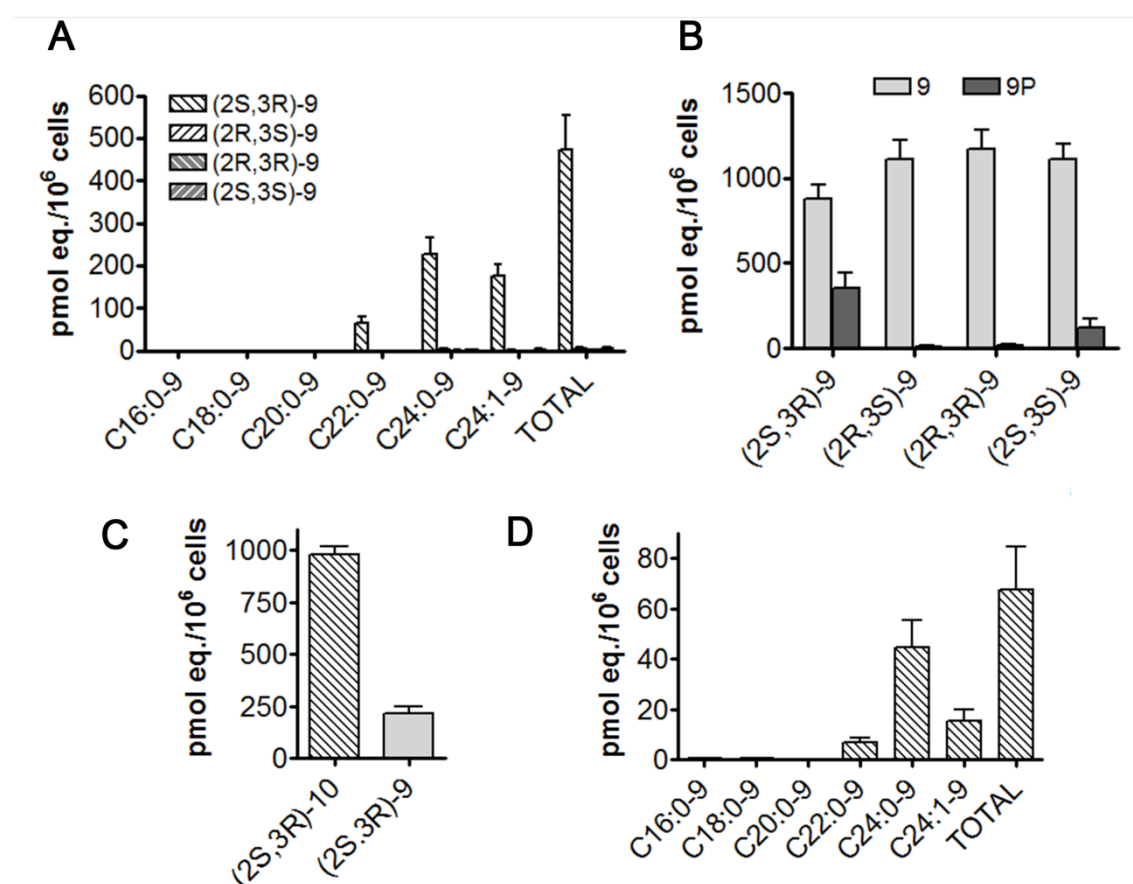 A
pmol eq./10⁶ cells
600
500
400
300
200
100
0
(2S,3R)-9
(2R,3S)-9
(2R,3R)-9
(2S,3S)-9
C16:0-9
C18:0-9
C20:0-9
C22:0-9
C24:0-9
C24:1-9
TOTAL
B
pmol eq./10⁶ cells
9
9P
1500
1000
500
0
(2S,3R)-9
(2R,3S)-9
(2R,3R)-9
(2S,3S)-9
C
pmol eq./10⁶ cells
1000
750
500
250
0
(2S,3R)-10
(2S.3R)-9
D
pmol eq./10⁶ cells
80
60
40
20
0
C16:0-9
C18:0-9
C20:0-9
C22:0-9
C24:0-9
C24:1-9
TOTAL